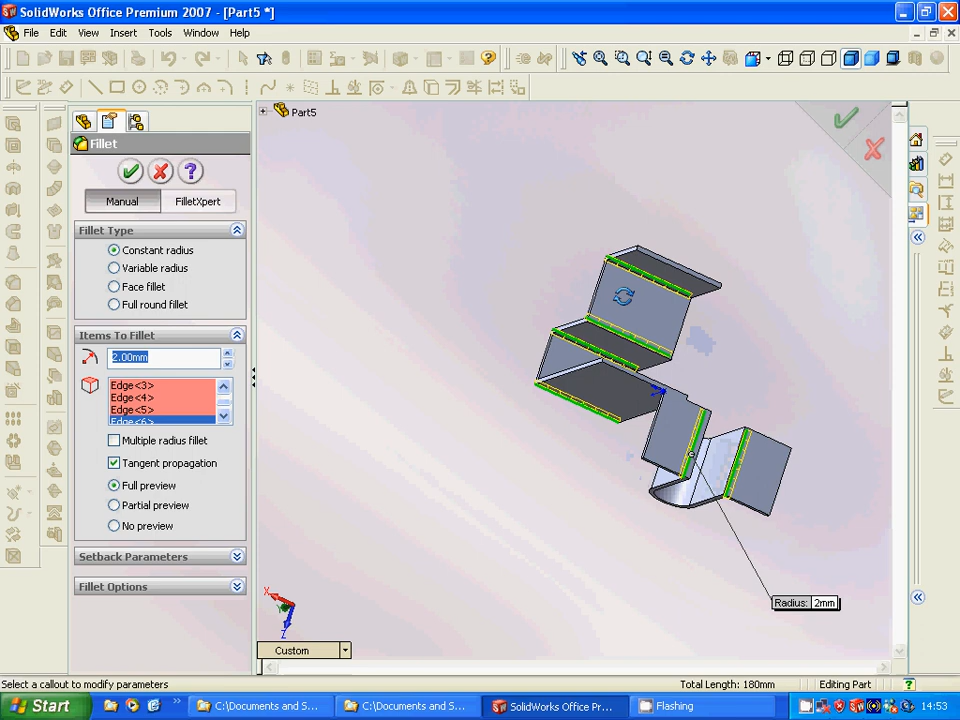 SolidWorks Office Premium 2007 - [Part5 *]
File Edit View Insert Tools Window Help
Part5
Fillet
Manual FilletXpert
Fillet Type
Constant radius
Variable radius
Face fillet
Full round fillet
Items To Fillet
2.00mm
Edge<3>
Edge<4>
Edge<5>
Edge<6>
Multiple radius fillet
Tangent propagation
Full preview
Partial preview
No preview
Setback Parameters
Fillet Options
Radius: 2mm
X
Z
Custom
Select a callout to modify parameters
Total Length: 180mm
Editing Part
Start
C:\Documents and S...
C:\Documents and S...
SolidWorks Office Pr...
Flashing
14:53